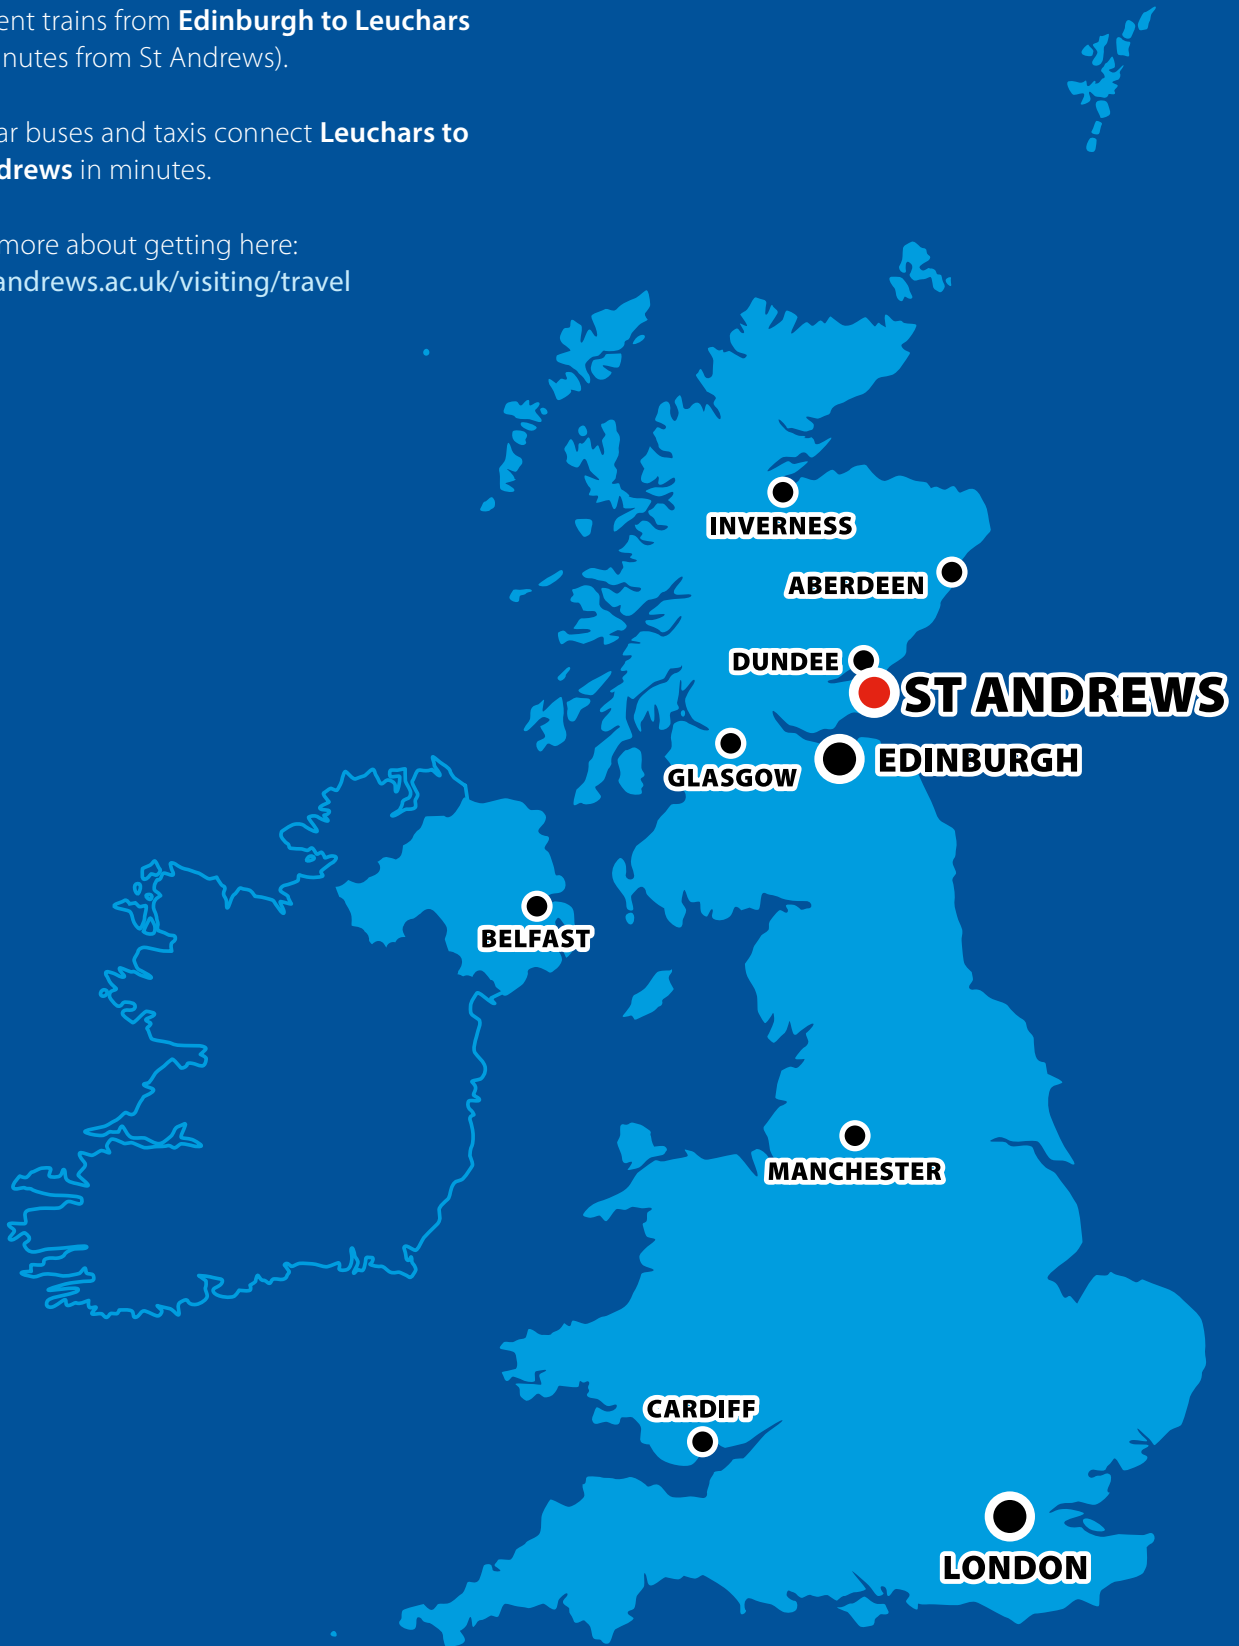 ent trains from Edinburgh to Leuchars
nutes from St Andrews).
ar buses and taxis connect Leuchars to
drews in minutes.
more about getting here:
andrews.ac.uk/visiting/travel
INVERNESS
ABERDEEN
DUNDEE
ST ANDREWS
EDINBURGH
GLASGOW
BELFAST
MANCHESTER
CARDIFF
LONDON